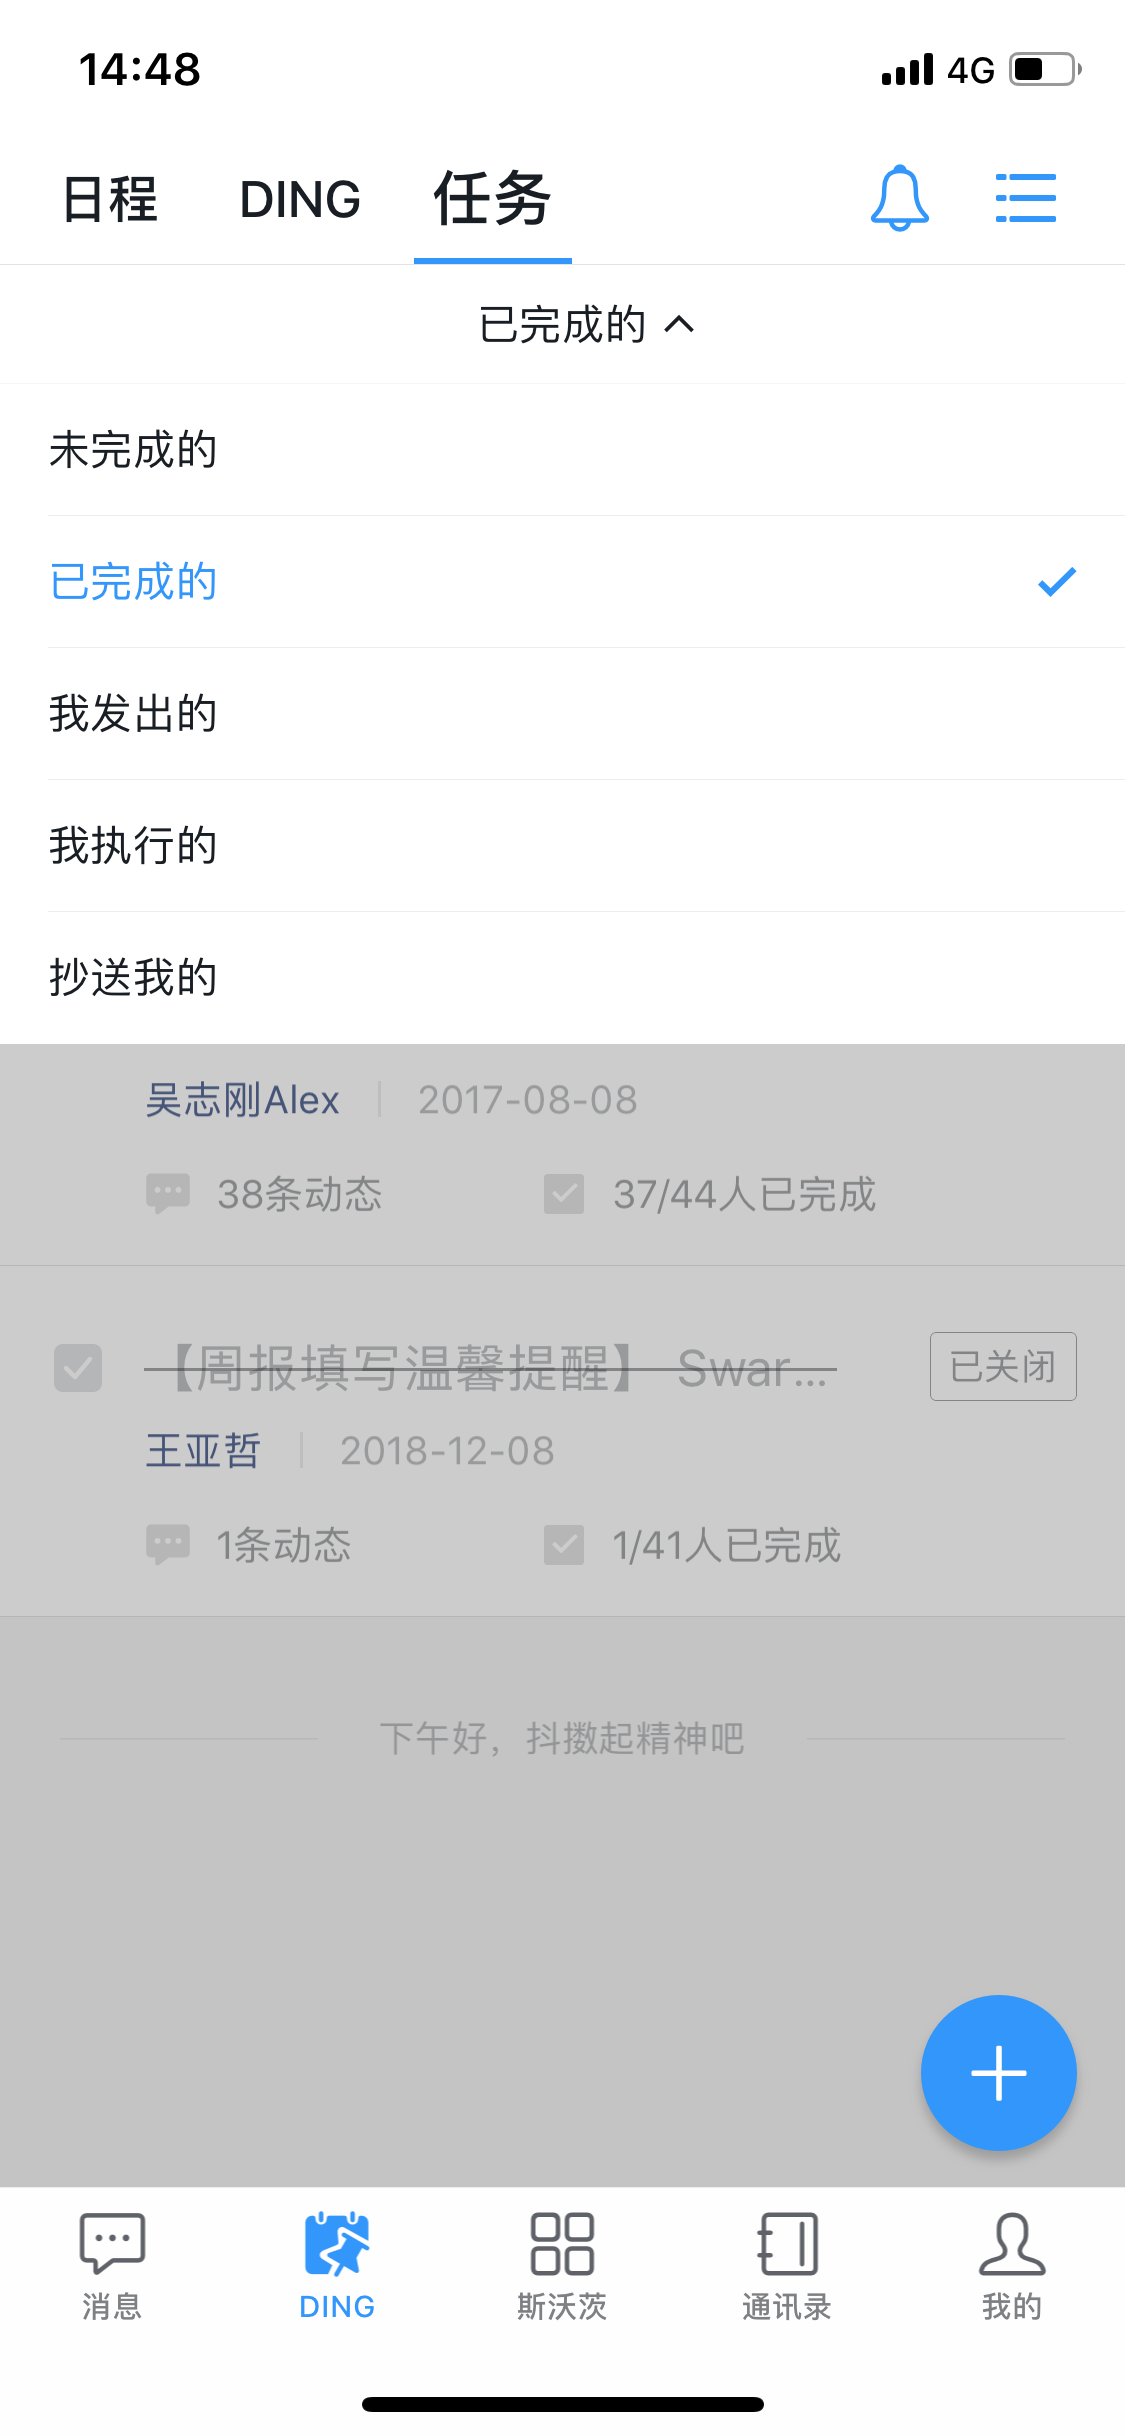 14:48 4G
日程 DING 任务
已完成的
未完成的
已完成的
我发出的
我执行的
抄送我的
吴志刚Alex 2017-08-08
38条动态 37/44人已完成
【周报填写温馨提醒】 Swar... 已关闭
王亚哲 2018-12-08
1条动态 1/41人已完成
下午好，抖擞起精神吧
消息 DING 斯沃茨 通讯录 我的